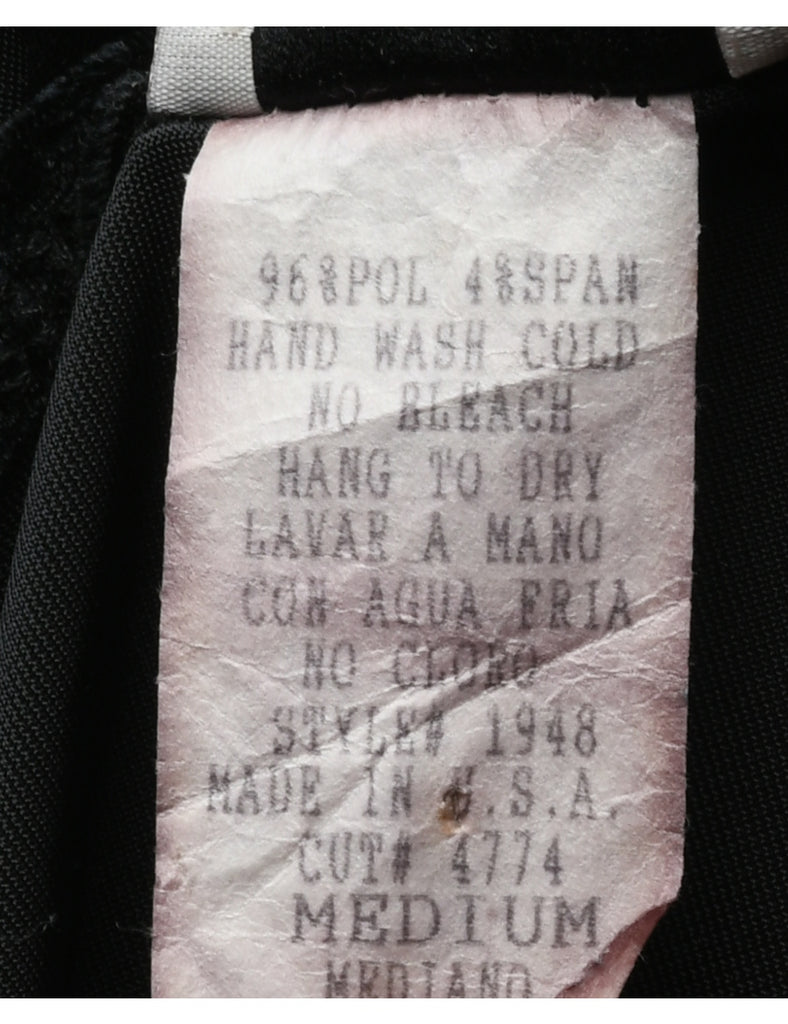 96%POL 4%SPAN
HAND WASH COLD
NO BLEACH
HANG TO DRY
LAVAR A MANO
CON AGUA FRIA
NO CLORO
STYLE# 1948
MADE IN U.S.A.
CUT# 4774
MEDIUM
MEDIANO